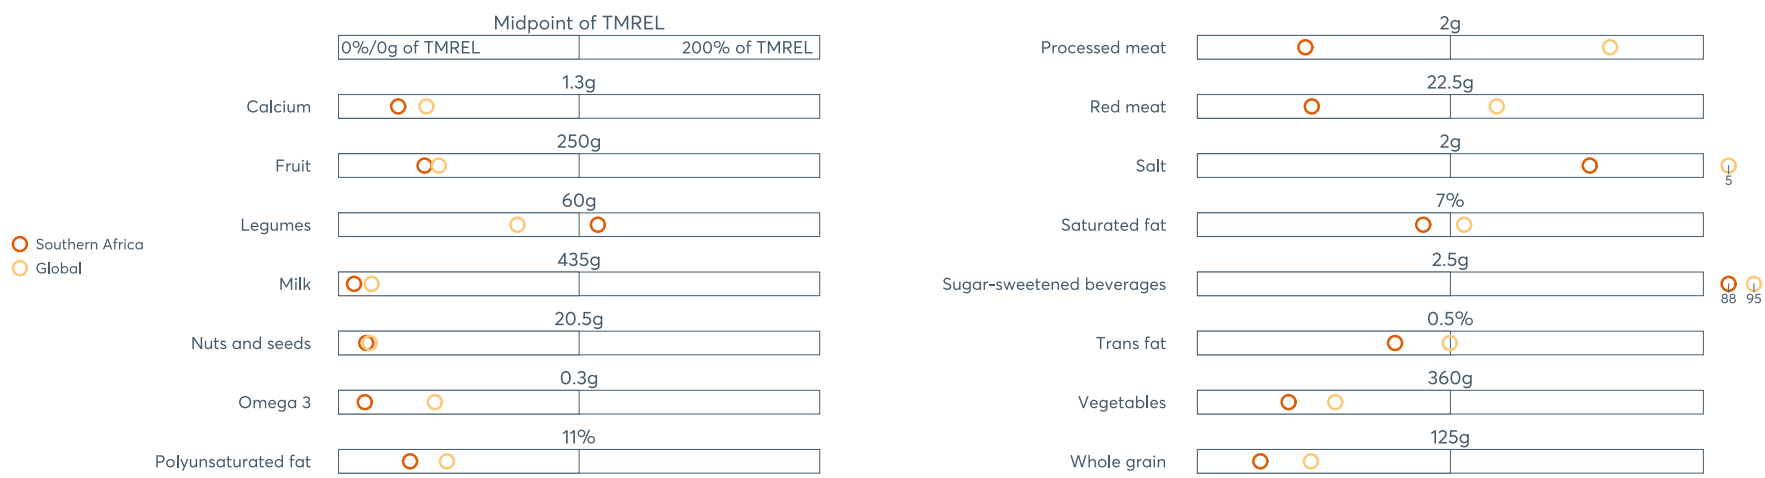 Midpoint of TMREL
0%/0g of TMREL 200% of TMREL
1.3g
Calcium
250g
Fruit
60g
Legumes
435g
Milk
20.5g
Nuts and seeds
0.3g
Omega 3
11%
Polyunsaturated fat
Southern Africa
Global
2g
Processed meat
22.5g
Red meat
2g
Salt
5
7%
Saturated fat
2.5g
Sugar-sweetened beverages
88 95
0.5%
Trans fat
360g
Vegetables
125g
Whole grain